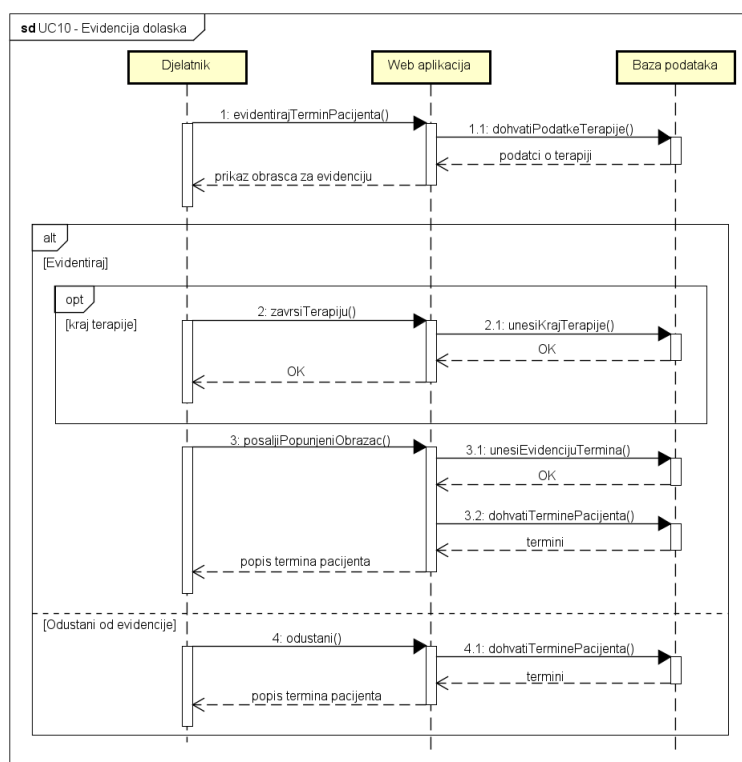 sd UC10 - Evidencija dolaska
Djelatnik
Web aplikacija
Baza podataka
1: evidentirajTerminPacijenta()
1.1: dohvatiPodatkeTerapije()
podatci o terapiji
prikaz obrasca za evidenciju
alt
[Evidentiraj]
opt
[kraj terapije]
2: zavrsiTerapiju()
2.1: unesiKrajTerapije()
OK
OK
3: posaljiPopunjeniObrazac()
3.1: unesiEvidencijuTermina()
OK
3.2: dohvatiTerminePacijenta()
termini
popis termina pacijenta
[Odustani od evidencije]
4: odustani()
4.1: dohvatiTerminePacijenta()
termini
popis termina pacijenta